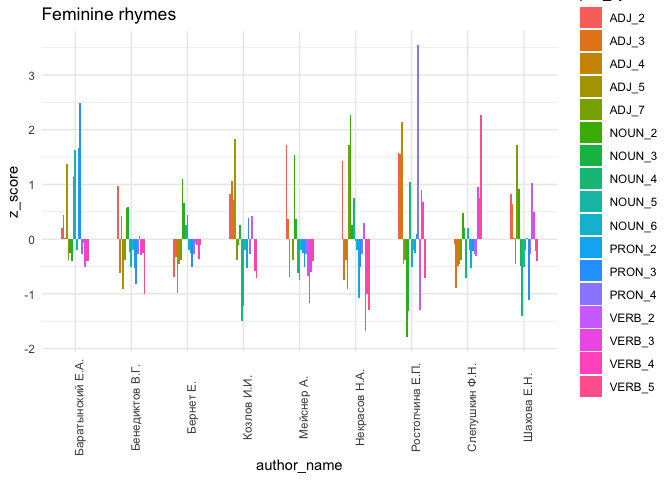 Feminine rhymes
z_score
3
2
1
0
-1
-2
Баратынский Е.А.
Бенедиктов В.Г.
Бернет Е.
Козлов И.И.
Мейснер А.
Некрасов Н.А.
Ростопчина Е.П.
Слепушкин Ф.Н.
Шахова Е.Н.
author_name
ADJ_2
ADJ_3
ADJ_4
ADJ_5
ADJ_7
NOUN_2
NOUN_3
NOUN_4
NOUN_5
NOUN_6
PRON_2
PRON_3
PRON_4
VERB_2
VERB_3
VERB_4
VERB_5